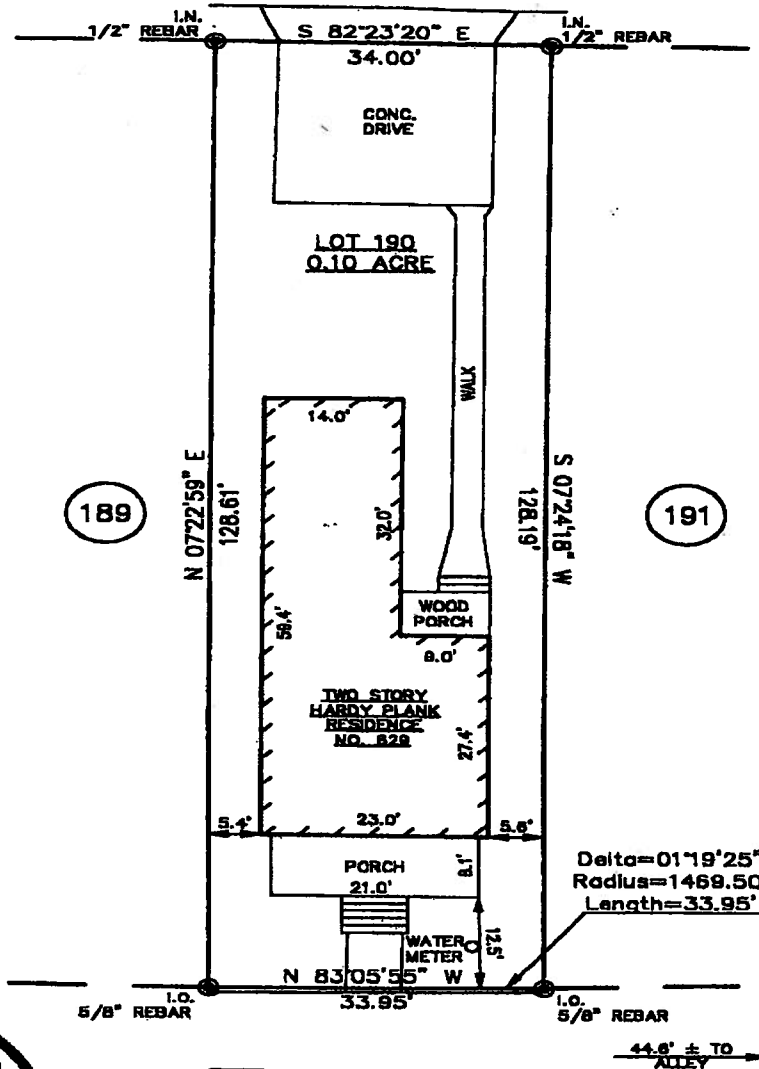 I.N.
1/2" REBAR
S 82°23'20" E
34.00'
I.N.
1/2" REBAR
CONC.
DRIVE
LOT 190
0.10 ACRE
WALK
14.0'
32.0'
189
N 07°22'59" E
128.61'
S 07°24'18" W
128.19'
191
59.4'
WOOD
PORCH
9.0'
TWO STORY
HARDY PLANK
RESIDENCE
NO. 629
27.4'
5.4'
23.0'
5.6'
PORCH
21.0'
8.1'
Delta=01°19'25"
Radius=1469.50
Length=33.95'
WATER
METER
12.5'
N 83°05'55" W
33.95'
I.O.
5/8" REBAR
I.O.
5/8" REBAR
44.6' ± TO
ALLEY